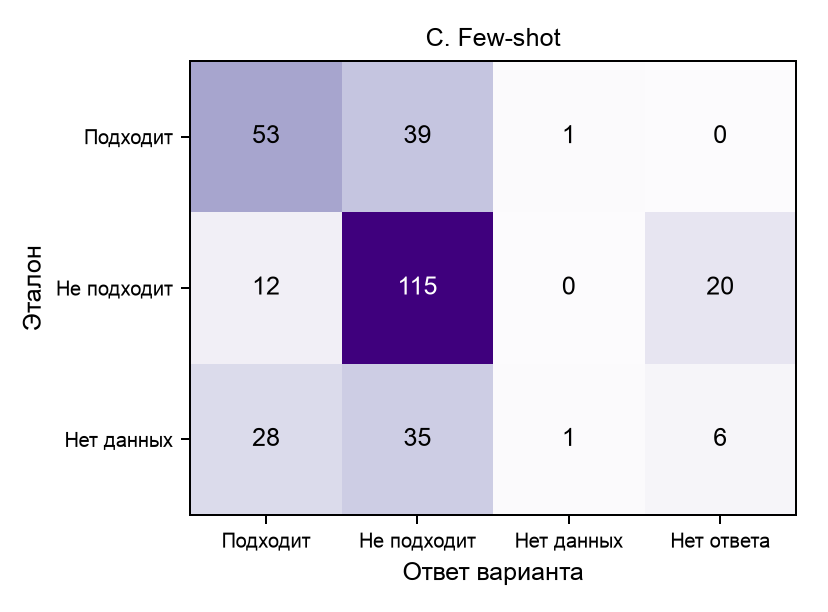 C. Few-shot
Подходит 53 39 1 0
Не подходит 12 115 0 20
Нет данных 28 35 1 6
Эталон
Подходит Не подходит Нет данных Нет ответа
Ответ варианта